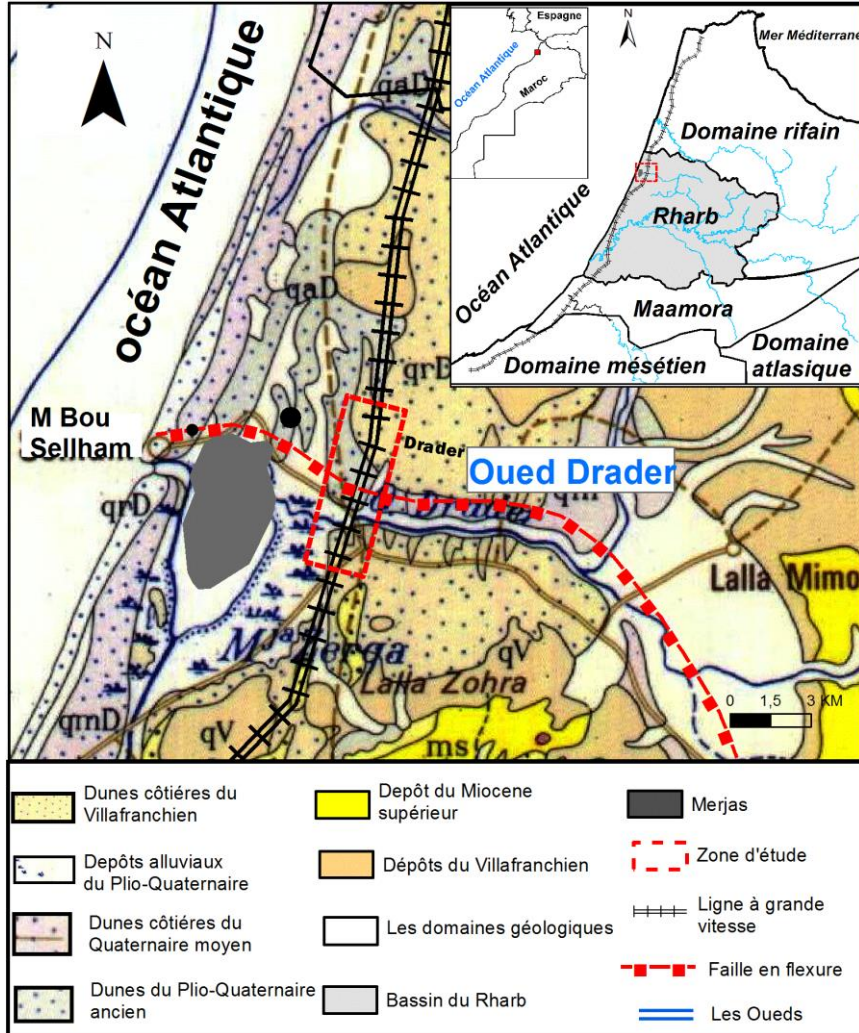 N
océan Atlantique
qaD
qaD
qrD
M Bou
Sellham
Drader
Oued Drader
qm
qrD
Lalla Mimo
Merja Zerga
Lalla Zohra
qV
qmD
qV
ms
0 1,5 3 KM
Espagne
Océan Atlantique
Maroc
N
Mer Méditerrane
Domaine rifain
Rharb
Océan Atlantique
Maamora
Domaine
atlasique
Domaine mésétien
Dunes côtiéres du
Villafranchien
Depôts alluviaux
du Plio-Quaternaire
Dunes côtiéres du
Quaternaire moyen
Dunes du Plio-Quaternaire
ancien
Depôt du Miocene
supérieur
Dépôts du Villafranchien
Les domaines géologiques
Bassin du Rharb
Merjas
Zone d'étude
Ligne à grande
vitesse
Faille en flexure
Les Oueds